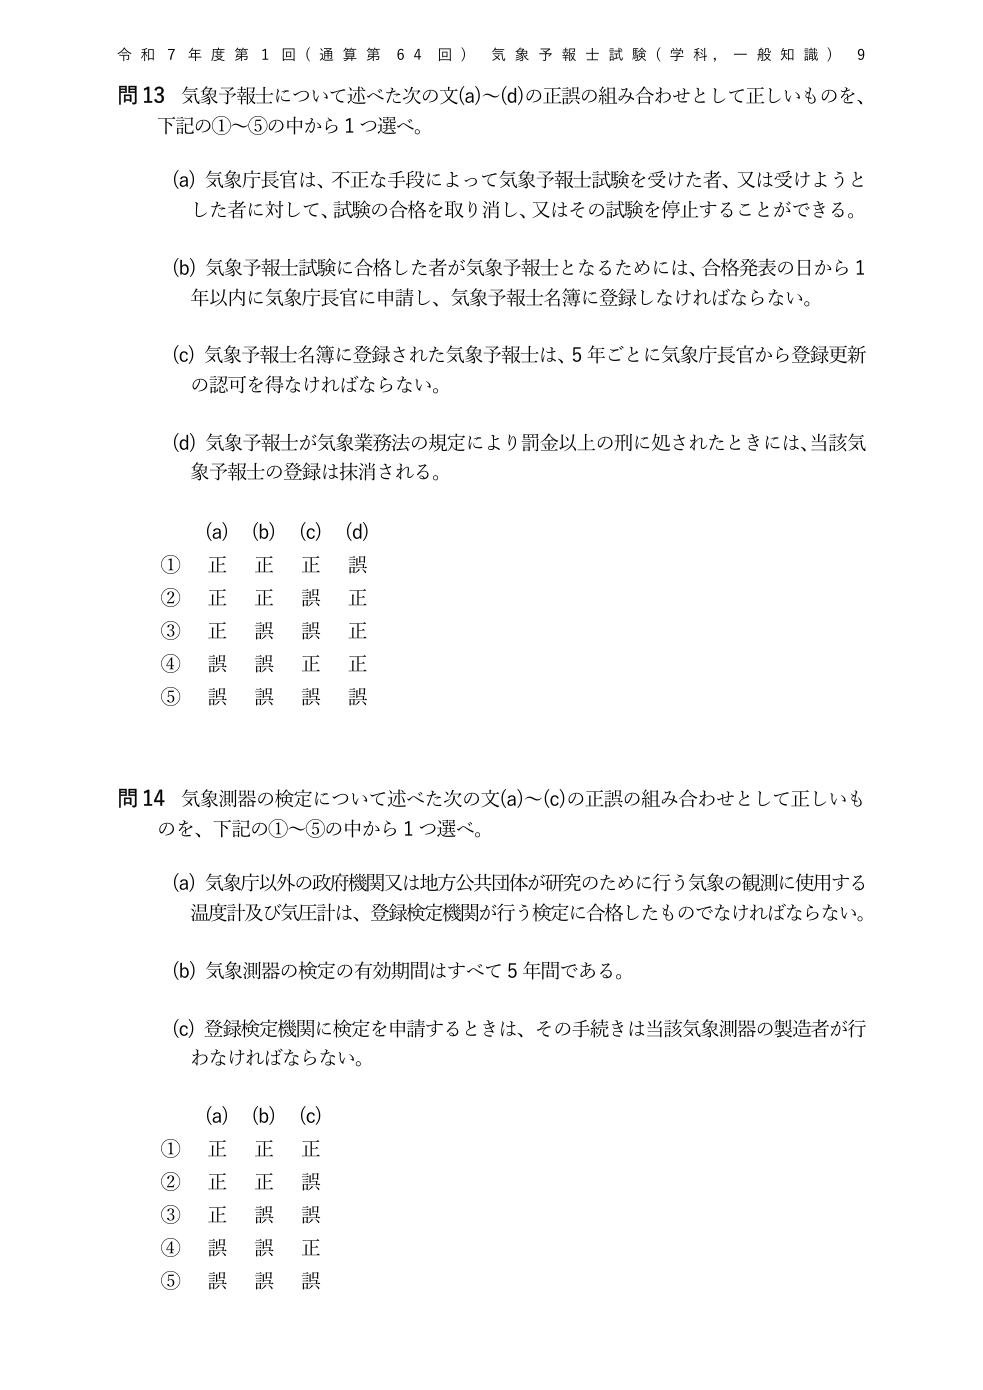 令和7年度第1回(通算第64回) 気象予報士試験(学科, 一般知識) 9
問13 気象予報士について述べた次の文(a)～(d)の正誤の組み合わせとして正しいものを、
下記の①～⑤の中から1つ選べ。
(a) 気象庁長官は、不正な手段によって気象予報士試験を受けた者、又は受けようと
した者に対して、試験の合格を取り消し、又はその試験を停止することができる。
(b) 気象予報士試験に合格した者が気象予報士となるためには、合格発表の日から1
年以内に気象庁長官に申請し、気象予報士名簿に登録しなければならない。
(c) 気象予報士名簿に登録された気象予報士は、5年ごとに気象庁長官から登録更新
の認可を得なければならない。
(d) 気象予報士が気象業務法の規定により罰金以上の刑に処されたときには、当該気
象予報士の登録は抹消される。
(a) (b) (c) (d)
① 正 正 正 誤
② 正 正 誤 正
③ 正 誤 誤 正
④ 誤 誤 正 正
⑤ 誤 誤 誤 誤
問14 気象測器の検定について述べた次の文(a)～(c)の正誤の組み合わせとして正しいも
のを、下記の①～⑤の中から1つ選べ。
(a) 気象庁以外の政府機関又は地方公共団体が研究のために行う気象の観測に使用する
温度計及び気圧計は、登録検定機関が行う検定に合格したものでなければならない。
(b) 気象測器の検定の有効期間はすべて5年間である。
(c) 登録検定機関に検定を申請するときは、その手続きは当該気象測器の製造者が行
わなければならない。
(a) (b) (c)
① 正 正 正
② 正 正 誤
③ 正 誤 誤
④ 誤 誤 正
⑤ 誤 誤 誤